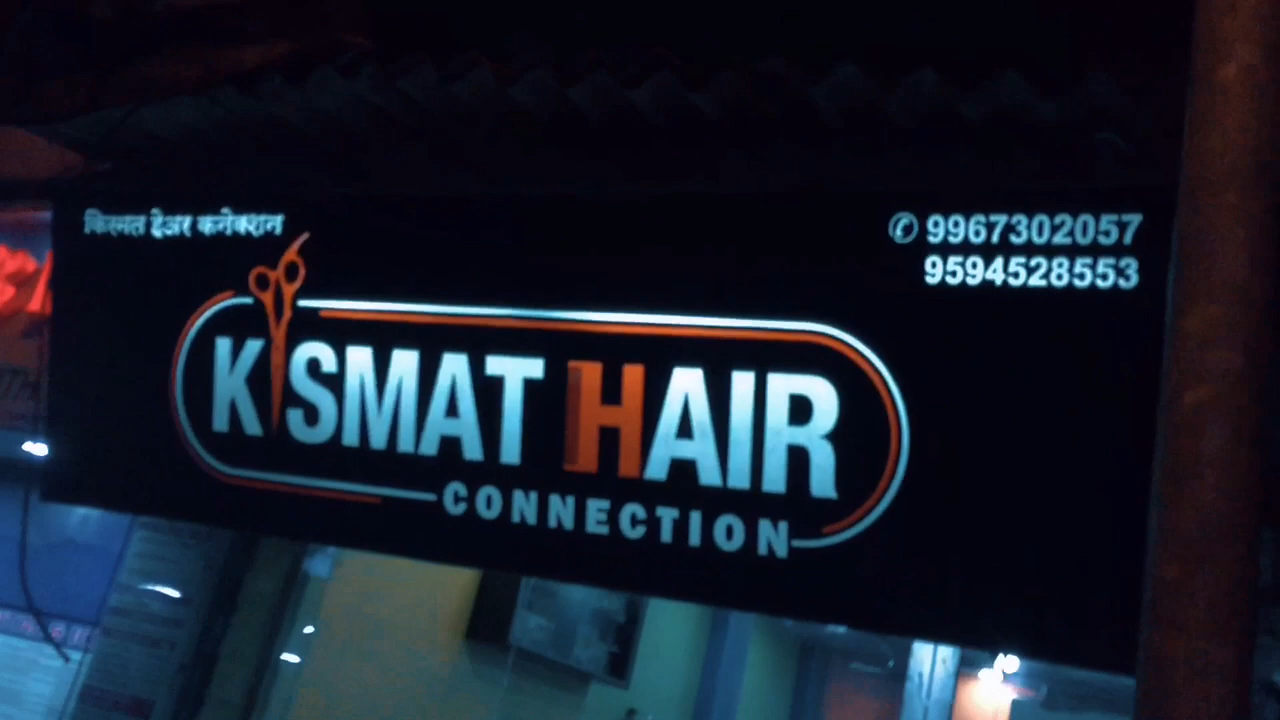 किस्मत हेअर कनेक्शन
✆ 9967302057
9594528553
KISMAT HAIR
CONNECTION